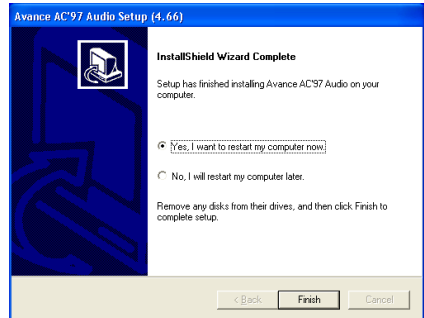 Avance AC'97 Audio Setup (4.66)
InstallShield Wizard Complete
Setup has finished installing Avance AC'97 Audio on your
computer.
Yes, I want to restart my computer now.
No, I will restart my computer later.
Remove any disks from their drives, and then click Finish to
complete setup.
< Back Finish Cancel